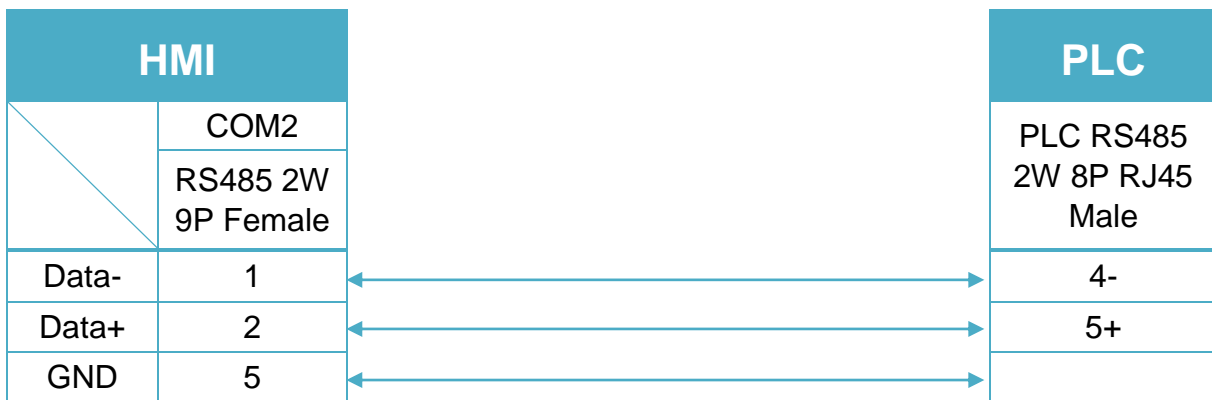 HMI
PLC
COM2
RS485 2W
9P Female
PLC RS485
2W 8P RJ45
Male
Data- 1 4-
Data+ 2 5+
GND 5